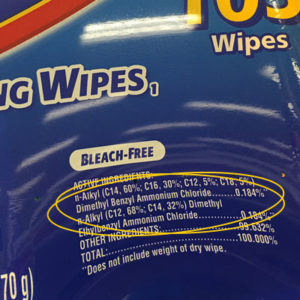 105
Wipes
NG WIPES,1
BLEACH-FREE
ACTIVE INGREDIENTS:
n-Alkyl (C14, 60%; C16, 30%; C12, 5%; C18, 5%)
Dimethyl Benzyl Ammonium Chloride......0.184%*
n-Alkyl (C12, 68%; C14, 32%) Dimethyl
Ethylbenzyl Ammonium Chloride......0.184%*
OTHER INGREDIENTS:......99.632%
TOTAL:......100.000%
*Does not include weight of dry wipe.
70 g)